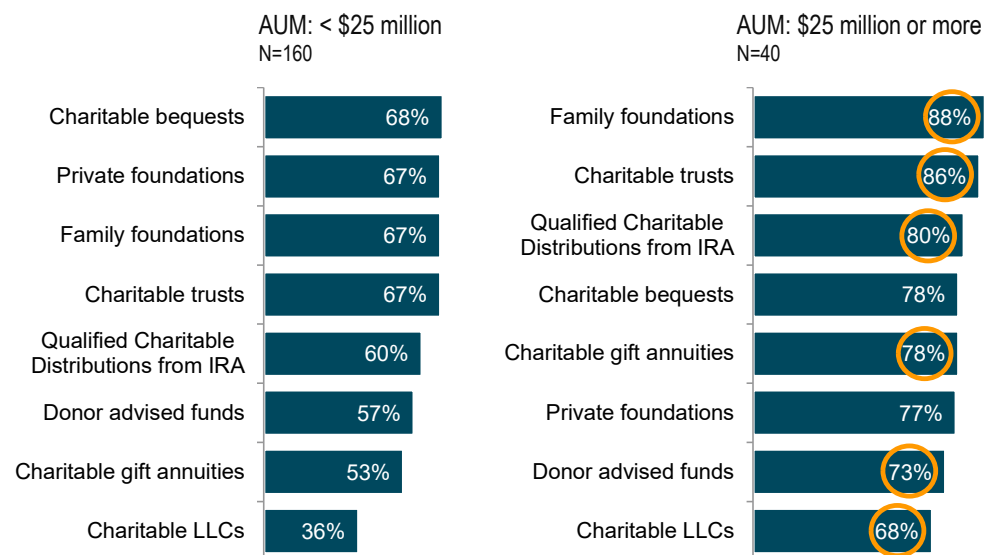 AUM: < $25 million
N=160
Charitable bequests 68%
Private foundations 67%
Family foundations 67%
Charitable trusts 67%
Qualified Charitable
Distributions from IRA 60%
Donor advised funds 57%
Charitable gift annuities 53%
Charitable LLCs 36%
AUM: $25 million or more
N=40
Family foundations 88%
Charitable trusts 86%
Qualified Charitable
Distributions from IRA 80%
Charitable bequests 78%
Charitable gift annuities 78%
Private foundations 77%
Donor advised funds 73%
Charitable LLCs 68%